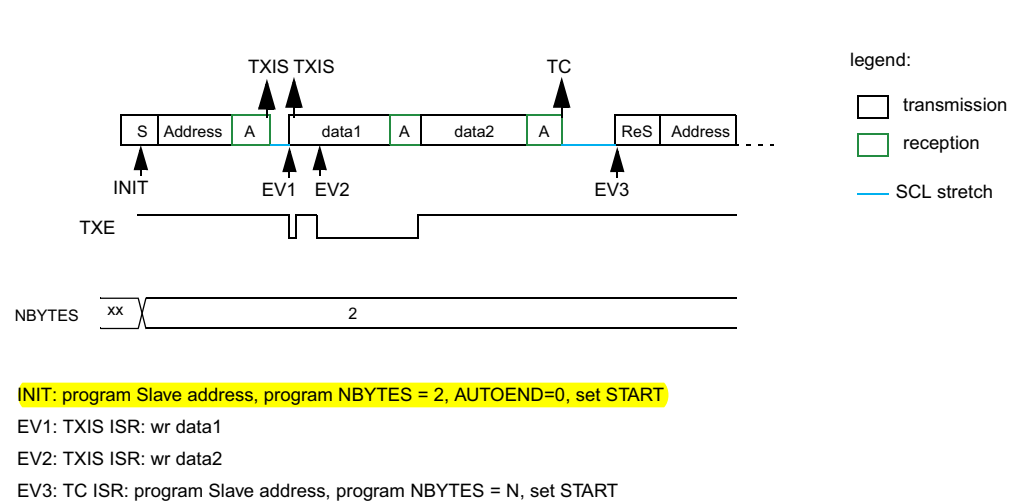 legend:
TXIS TXIS
TC
transmission
S Address A data1 A data2 A ReS Address
reception
INIT
EV1 EV2
EV3
SCL stretch
TXE
NBYTES xx 2
INIT: program Slave address, program NBYTES = 2, AUTOEND=0, set START
EV1: TXIS ISR: wr data1
EV2: TXIS ISR: wr data2
EV3: TC ISR: program Slave address, program NBYTES = N, set START